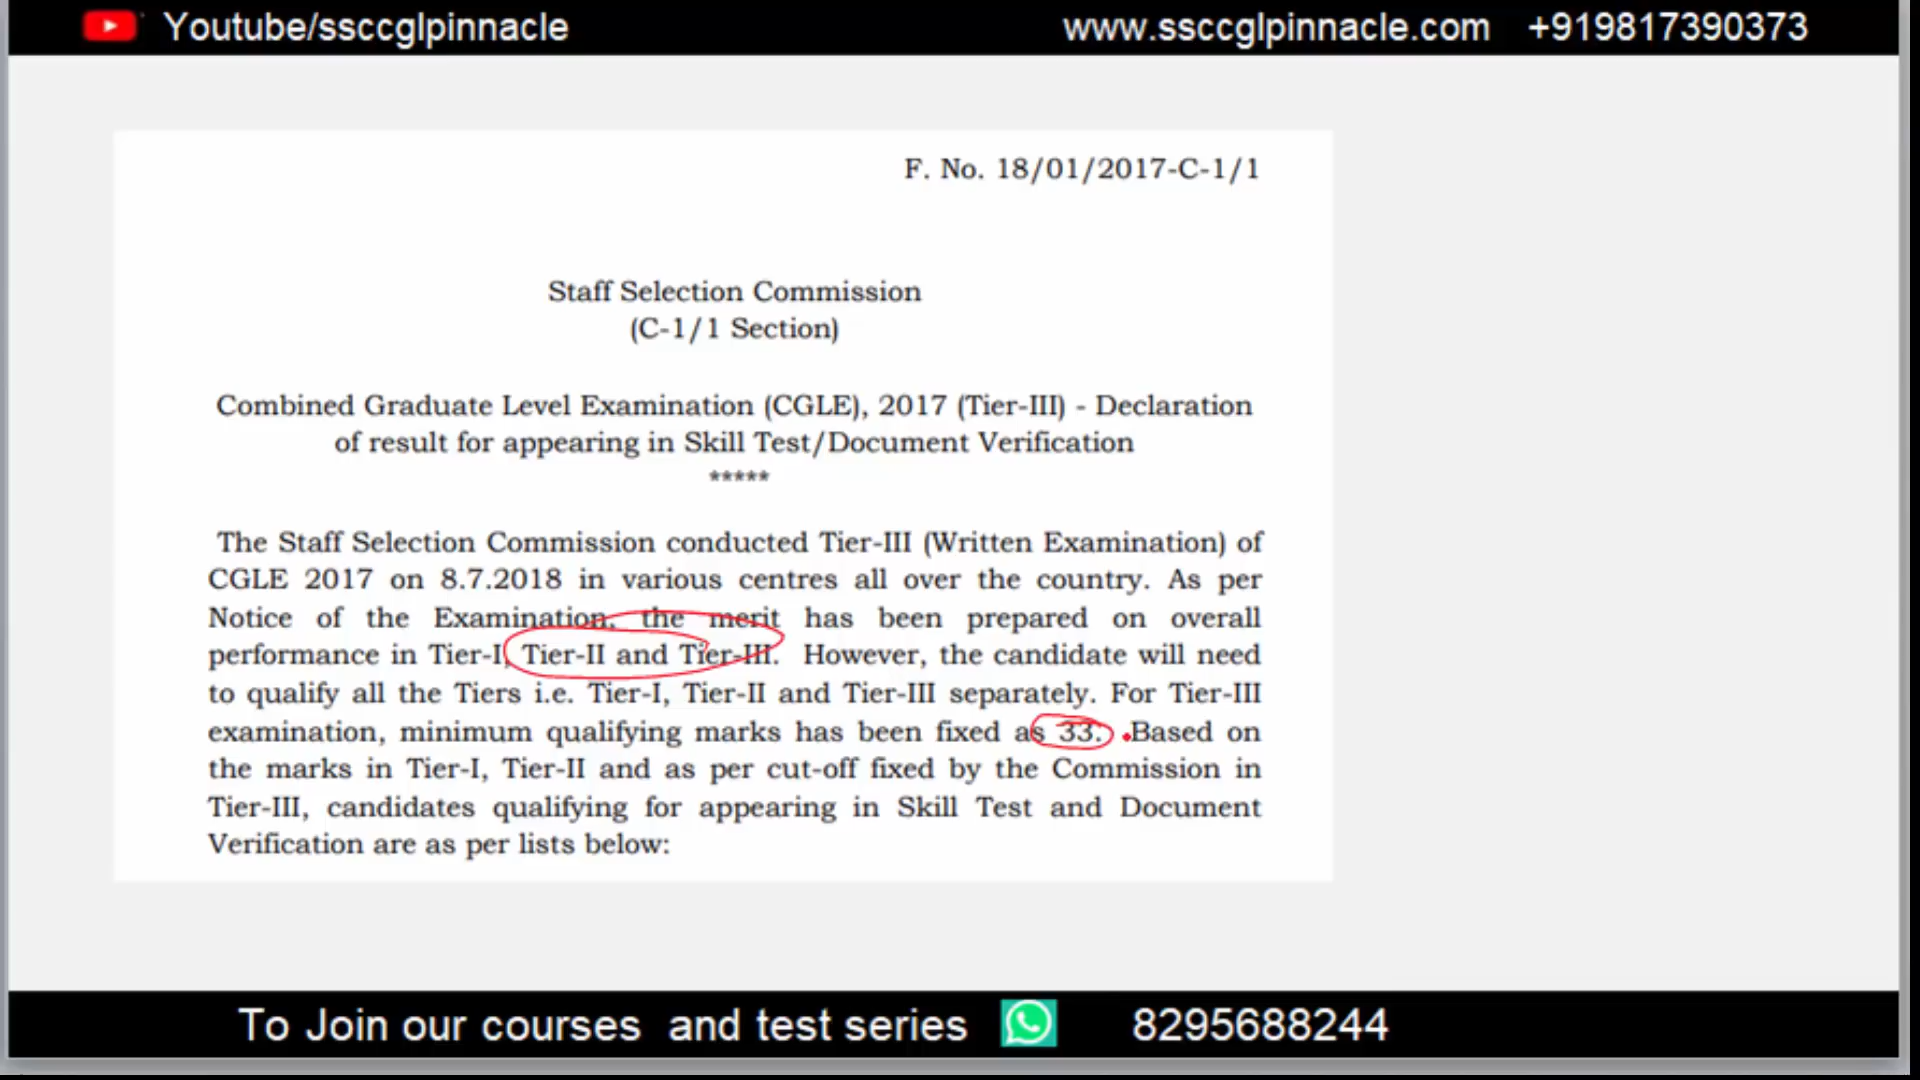 Youtube/ssccglpinnacle www.ssccglpinnacle.com +919817390373
F. No. 18/01/2017-C-1/1
Staff Selection Commission
(C-1/1 Section)
Combined Graduate Level Examination (CGLE), 2017 (Tier-III) - Declaration
of result for appearing in Skill Test/Document Verification
*****
The Staff Selection Commission conducted Tier-III (Written Examination) of
CGLE 2017 on 8.7.2018 in various centres all over the country. As per
Notice of the Examination, the merit has been prepared on overall
performance in Tier-I, Tier-II and Tier-III. However, the candidate will need
to qualify all the Tiers i.e. Tier-I, Tier-II and Tier-III separately. For Tier-III
examination, minimum qualifying marks has been fixed as 33. Based on
the marks in Tier-I, Tier-II and as per cut-off fixed by the Commission in
Tier-III, candidates qualifying for appearing in Skill Test and Document
Verification are as per lists below:
To Join our courses and test series 8295688244